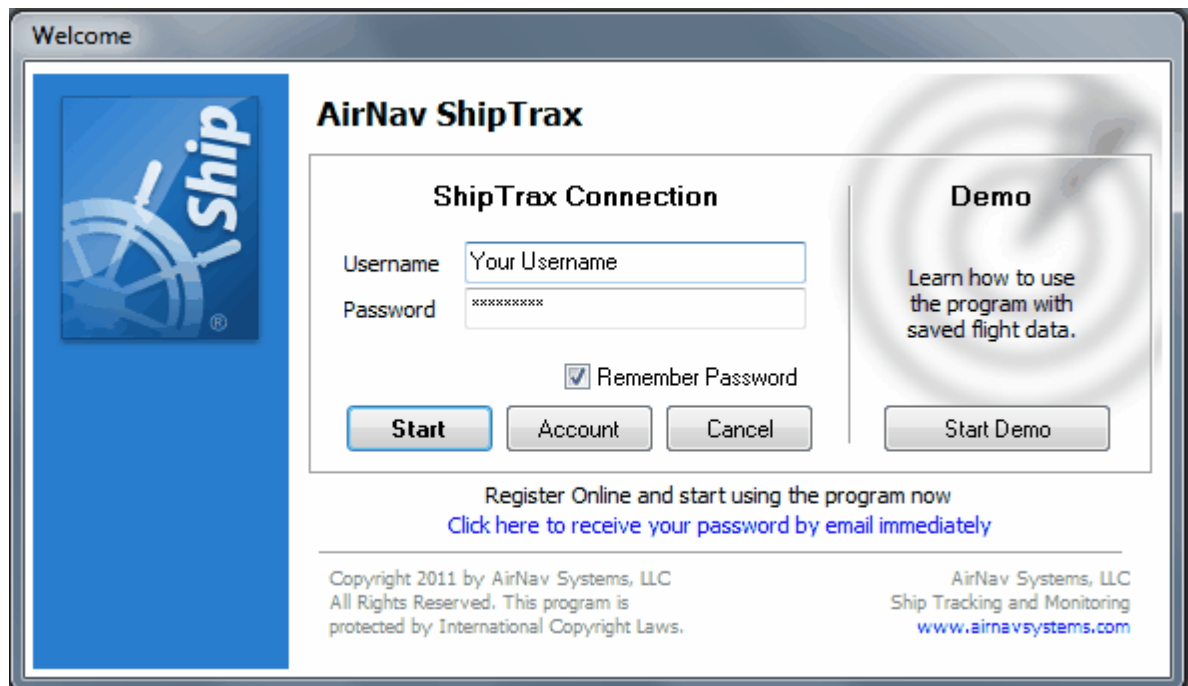 Welcome
Ship
®
AirNav ShipTrax
ShipTrax Connection
Username
Your Username
Password
*********
Remember Password
Start
Account
Cancel
Demo
Learn how to use
the program with
saved flight data.
Start Demo
Register Online and start using the program now
Click here to receive your password by email immediately
Copyright 2011 by AirNav Systems, LLC
All Rights Reserved. This program is
protected by International Copyright Laws.
AirNav Systems, LLC
Ship Tracking and Monitoring
www.airnavsystems.com